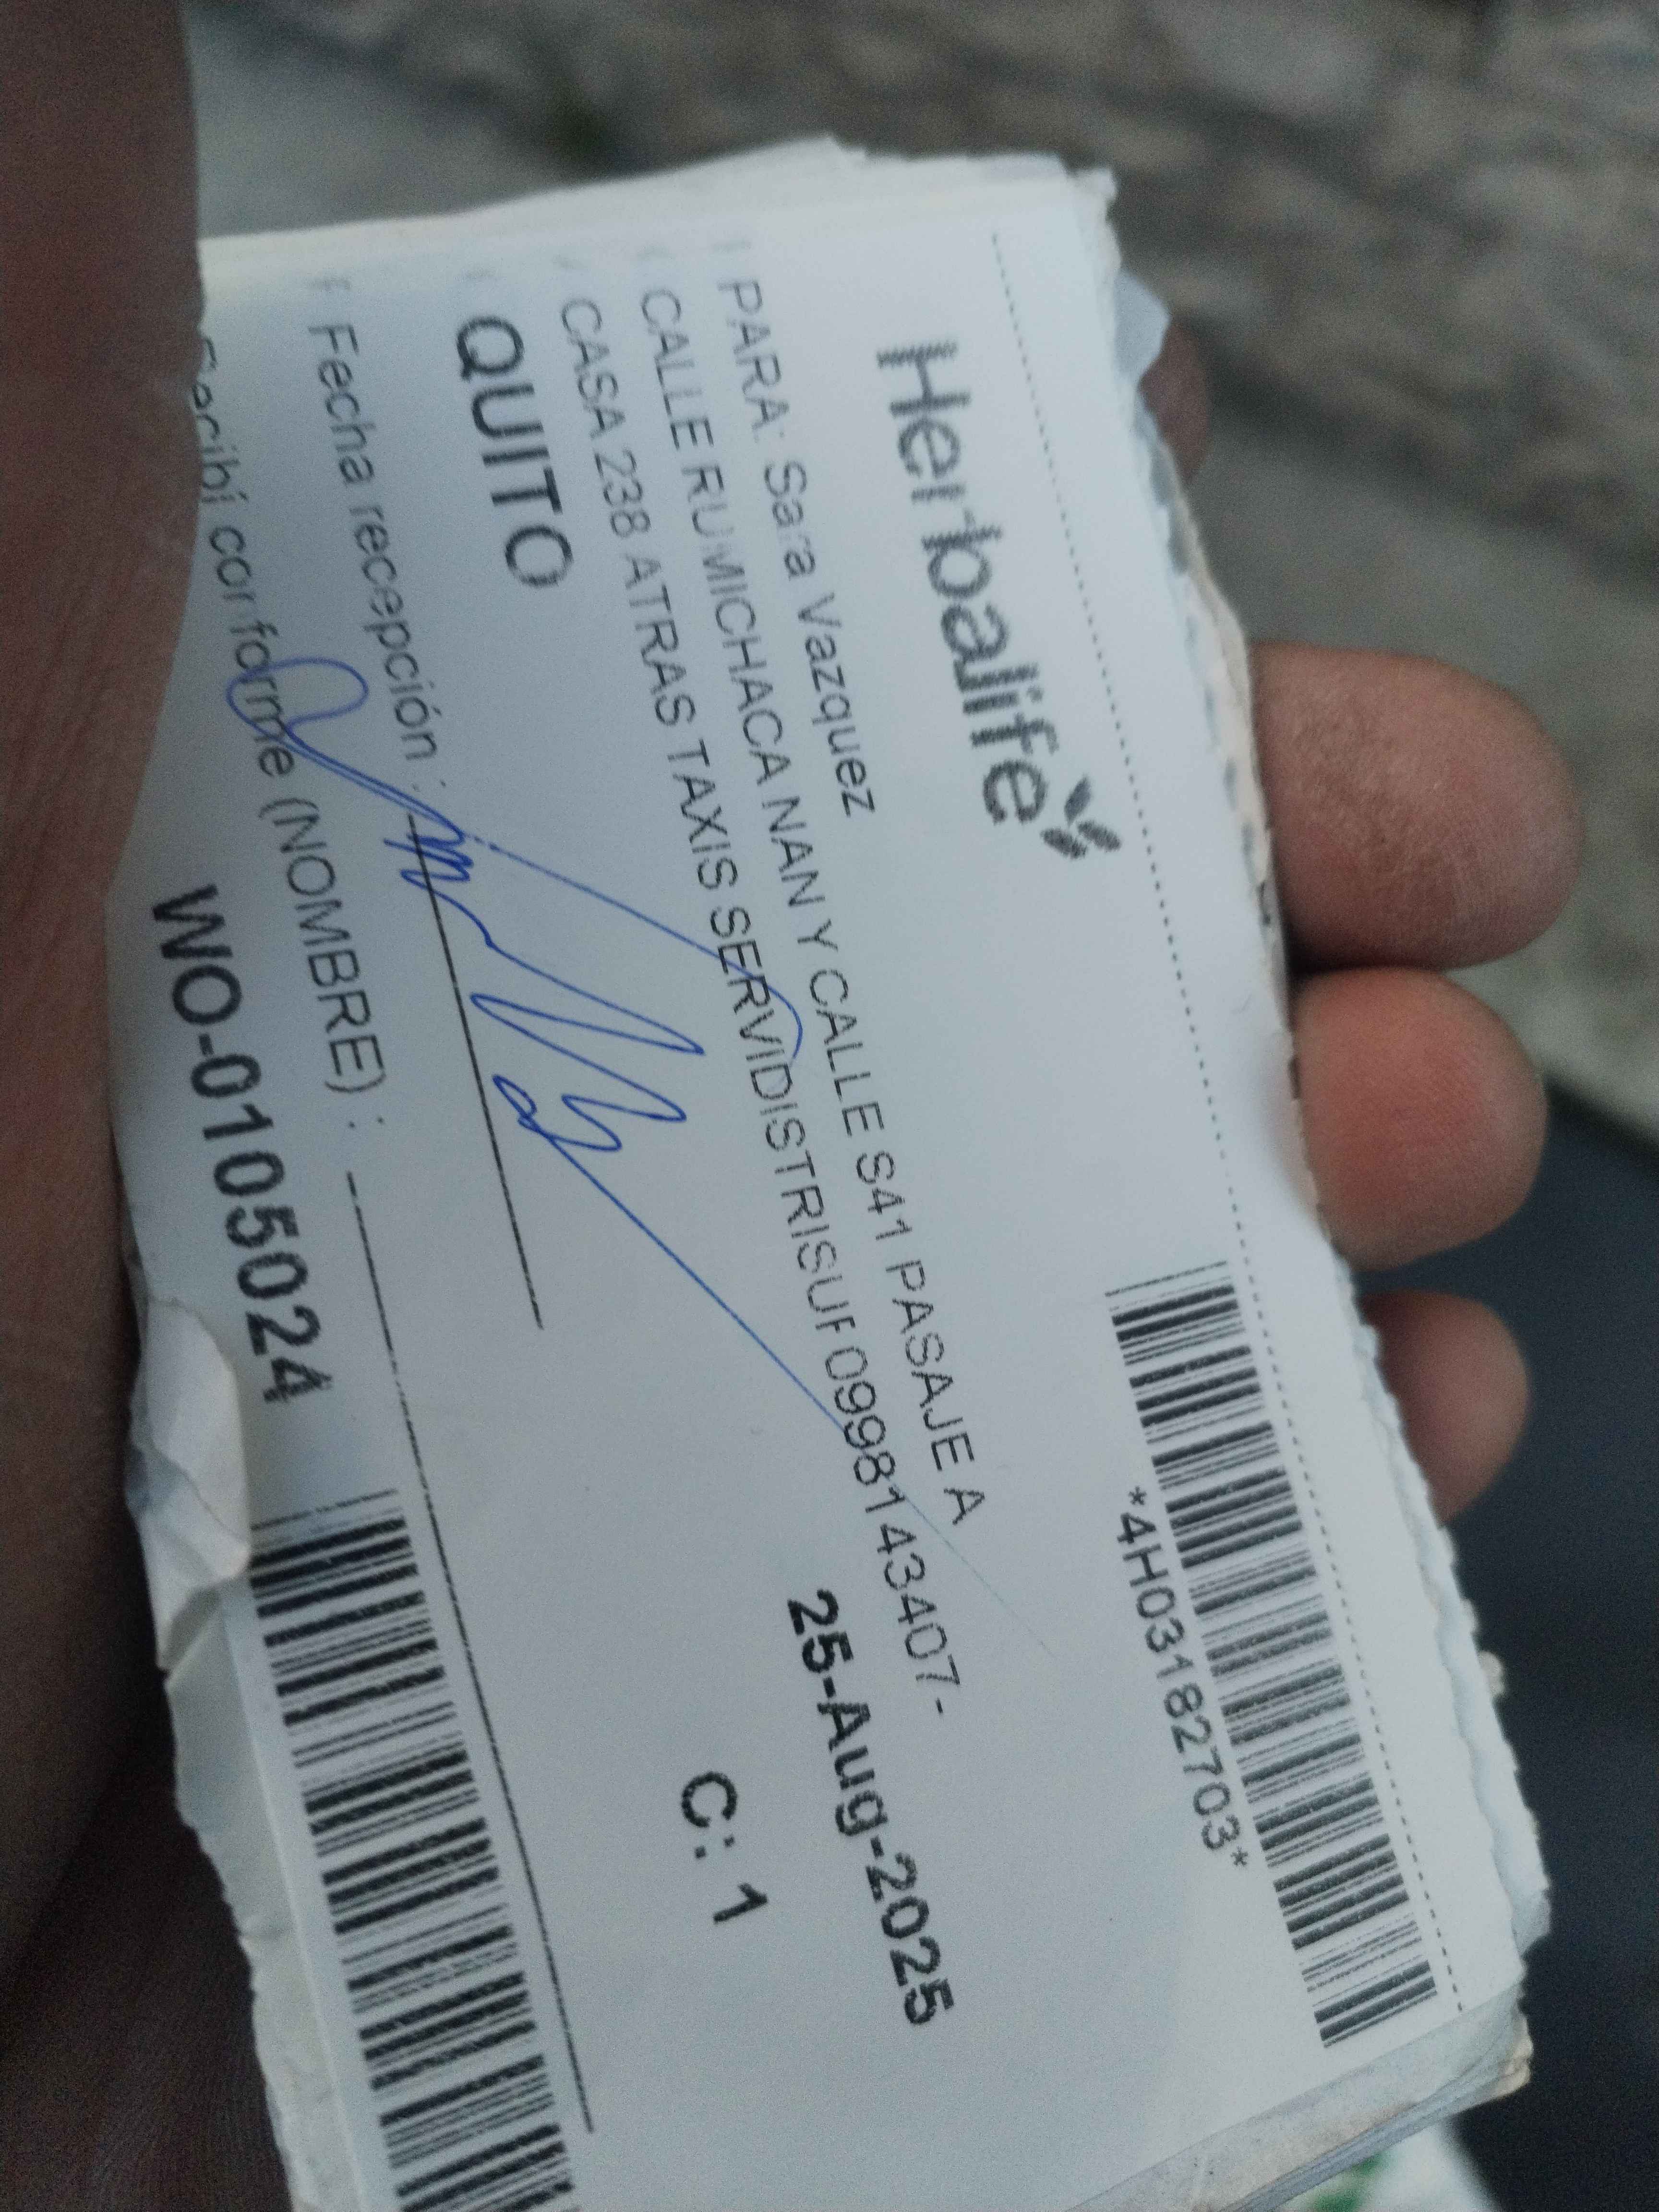 *4H03182703*
Herbalife
PARA: Sara Vazquez
CALLE RUMICHACA NAN Y CALLE S41 PASAJE A
CASA 238 ATRAS TAXIS SERVIDISTRISUF 0998143407-
25-Aug-2025
QUITO
C: 1
Fecha recepción :
Recibí conforme (NOMBRE) :
WO-0105024